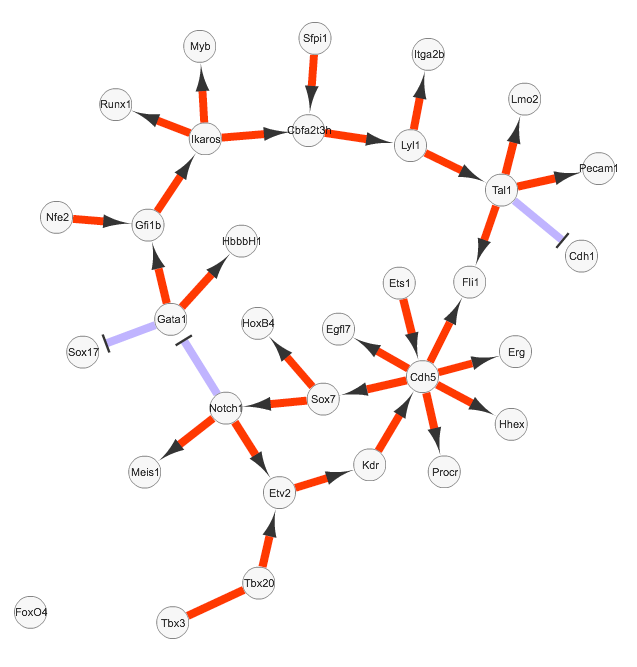 Sfpi1
Myb
Itga2b
Lmo2
Runx1
Ikaros
Cbfa2t3h
Lyl1
Pecam1
Tal1
Nfe2
Gfi1b
HbbbH1
Cdh1
Ets1
Fli1
Gata1
HoxB4
Egfl7
Sox17
Erg
Cdh5
Notch1
Sox7
Hhex
Meis1
Kdr
Procr
Etv2
Tbx20
FoxO4
Tbx3